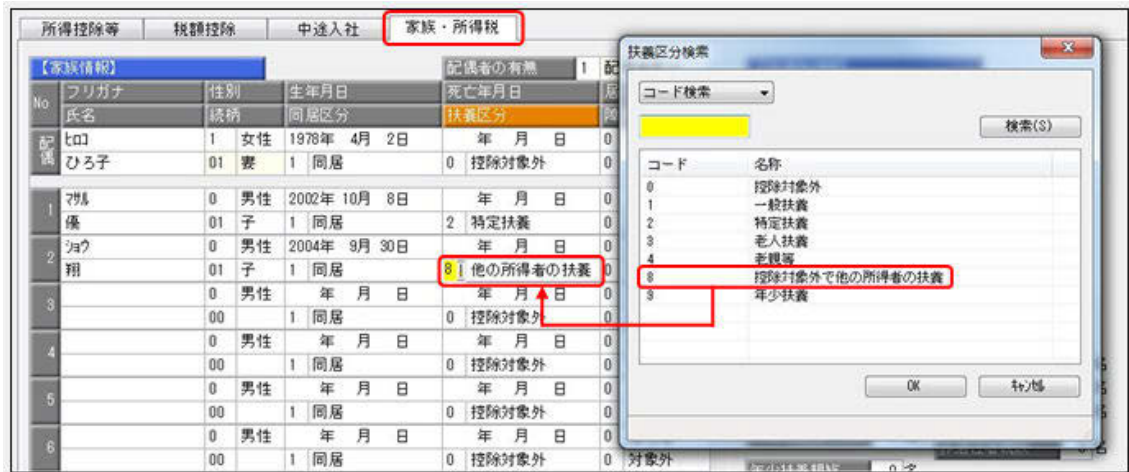 所得控除等 税額控除 中途入社 家族・所得税
【家族情報】 配偶者の有無 1 配
No フリガナ 性別 生年月日 死亡年月日
氏名 続柄 同居区分 扶養区分
配偶 ﾋﾛｺ 1 女性 1978年 4月 2日 年 月 日 0
ひろ子 01 妻 1 同居 0 控除対象外 0
1 ﾏｻﾙ 0 男性 2002年 10月 8日 年 月 日 0
優 01 子 1 同居 2 特定扶養 0
2 ｼｮｳ 0 男性 2004年 9月 30日 年 月 日 0
翔 01 子 1 同居 8 他の所得者の扶養 0
3 0 男性 年 月 日 年 月 日 0
00 1 同居 0 控除対象外 0
4 0 男性 年 月 日 年 月 日 0
00 1 同居 0 控除対象外 0
5 0 男性 年 月 日 年 月 日 0
00 1 同居 0 控除対象外 0
6 0 男性 年 月 日 年 月 日 0
00 1 同居 0 控除対象外 0 対象外
0 名
扶養区分検索
コード検索
検索(S)
コード 名称
0 控除対象外
1 一般扶養
2 特定扶養
3 老人扶養
4 老親等
8 控除対象外で他の所得者の扶養
9 年少扶養
OK ｷｬﾝｾﾙ